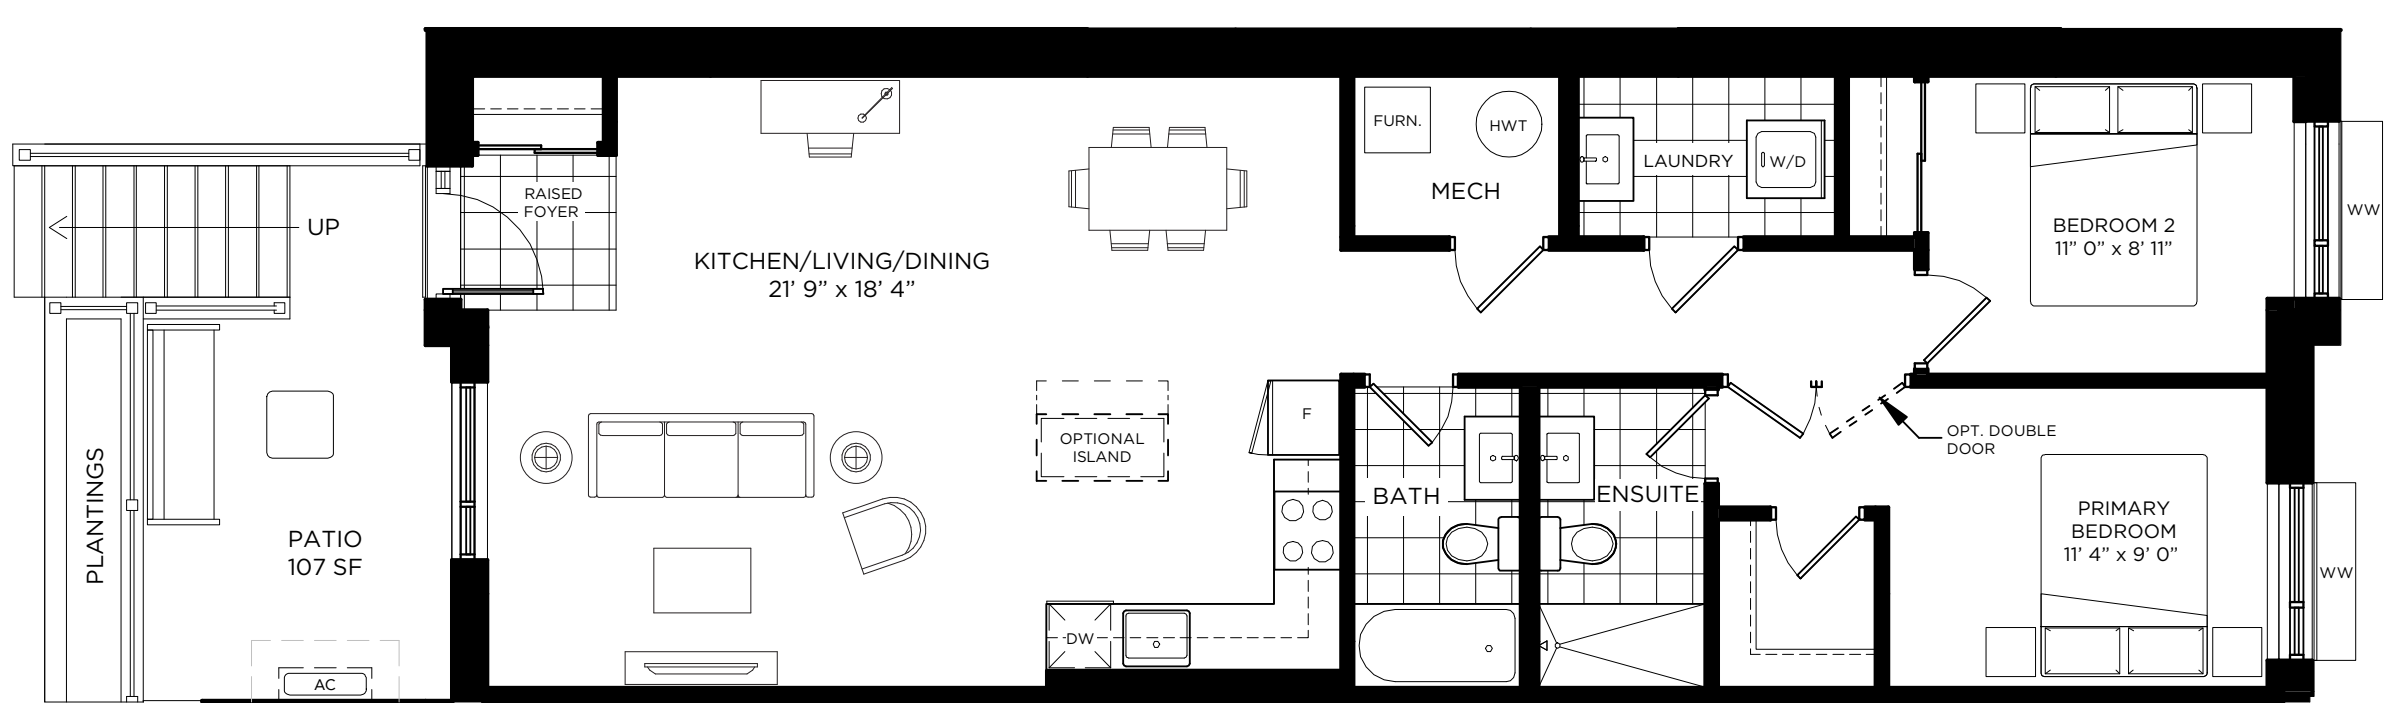 UP
RAISED
FOYER
KITCHEN/LIVING/DINING
21’ 9” x 18’ 4”
FURN.
HWT
MECH
LAUNDRY
W/D
BEDROOM 2
11” 0” x 8’ 11”
WW
PLANTINGS
PATIO
107 SF
AC
OPTIONAL
ISLAND
F
DW
BATH
ENSUITE
OPT. DOUBLE
DOOR
PRIMARY
BEDROOM
11’ 4” x 9’ 0”
WW